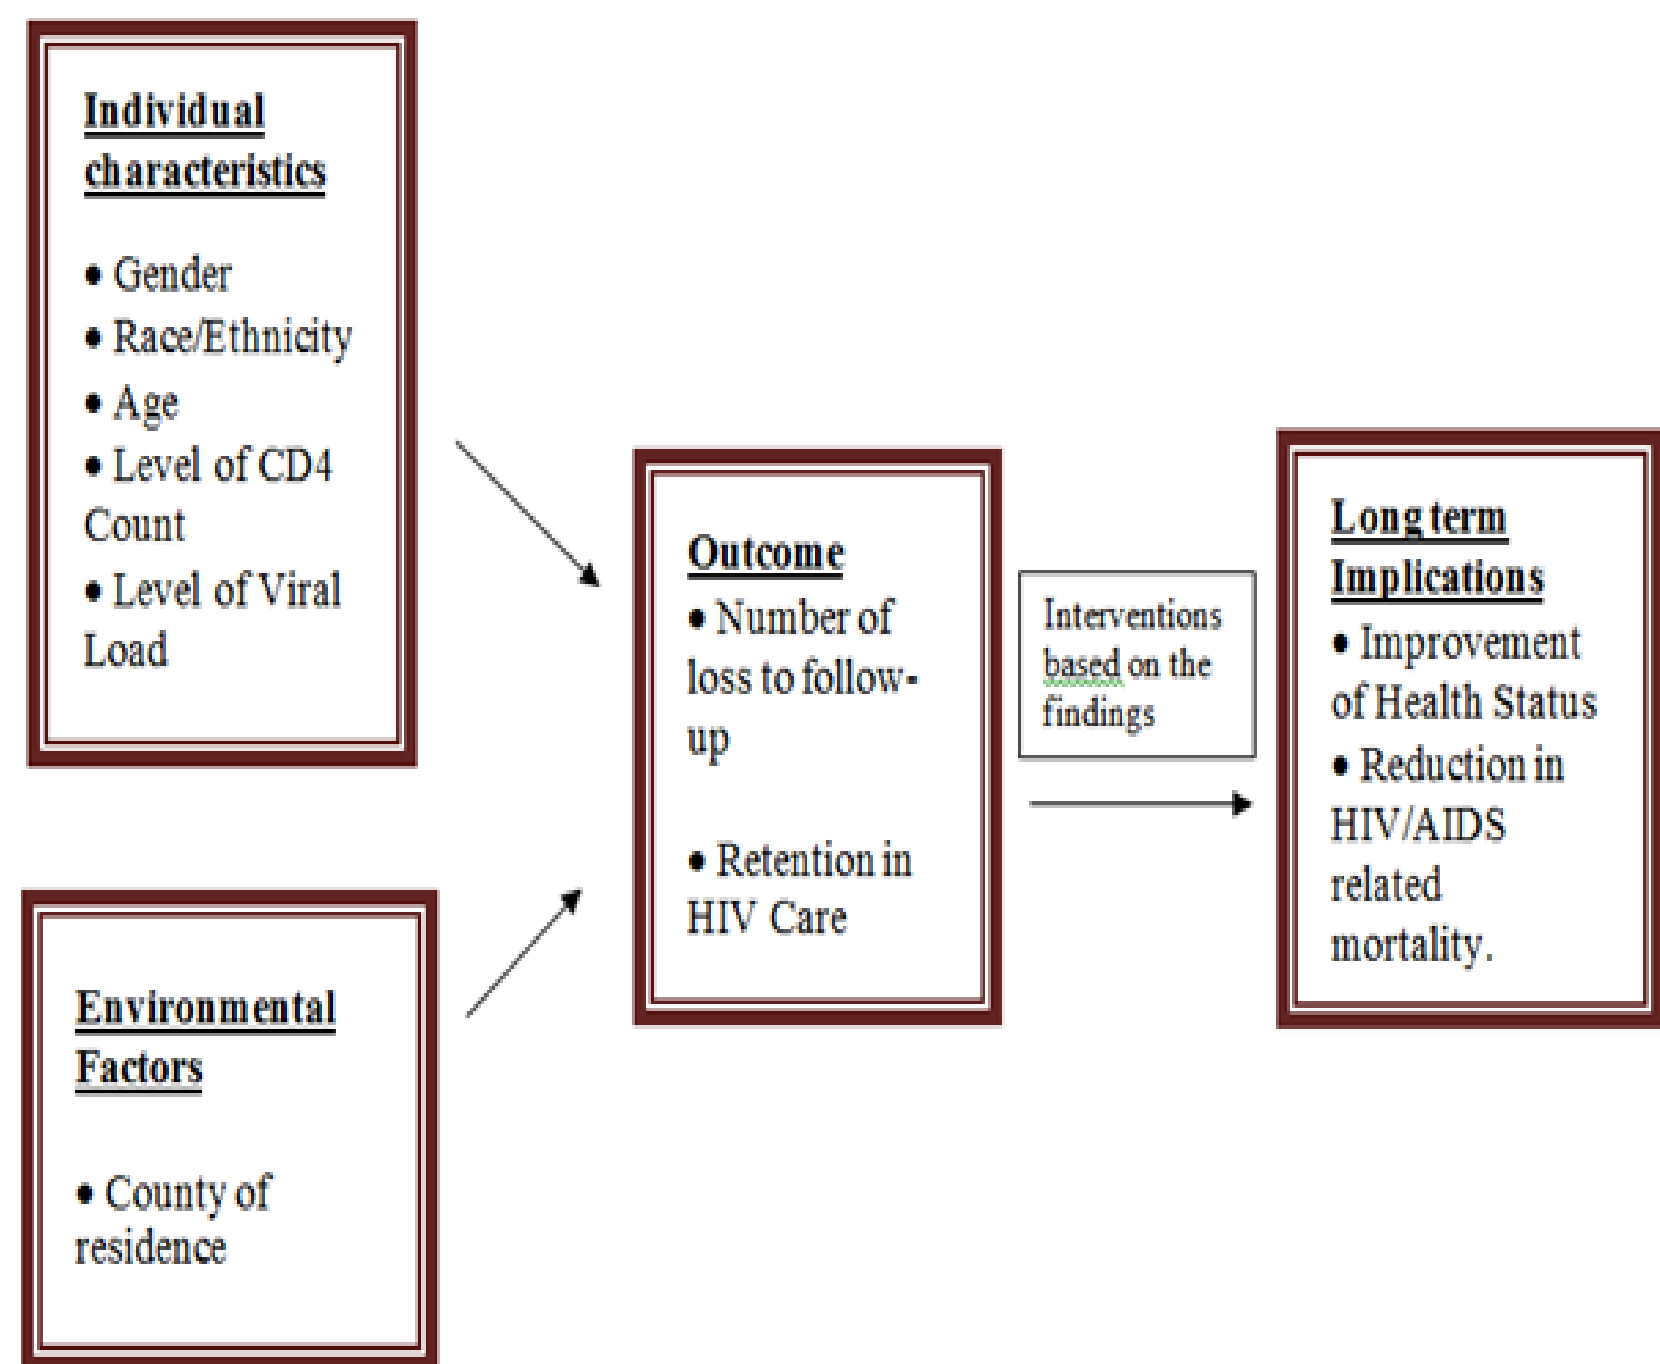 Individual
characteristics
• Gender
• Race/Ethnicity
• Age
• Level of CD4
Count
• Level of Viral
Load
Environmental
Factors
• County of
residence
Outcome
• Number of
loss to follow-
up
• Retention in
HIV Care
Interventions
based on the
findings
Long term
Implications
• Improvement
of Health Status
• Reduction in
HIV/AIDS
related
mortality.